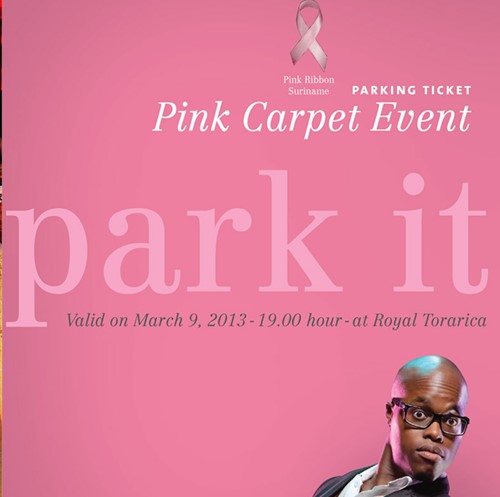 Pink Ribbon
Suriname
PARKING TICKET
Pink Carpet Event
park it
Valid on March 9, 2013 - 19.00 hour - at Royal Torarica